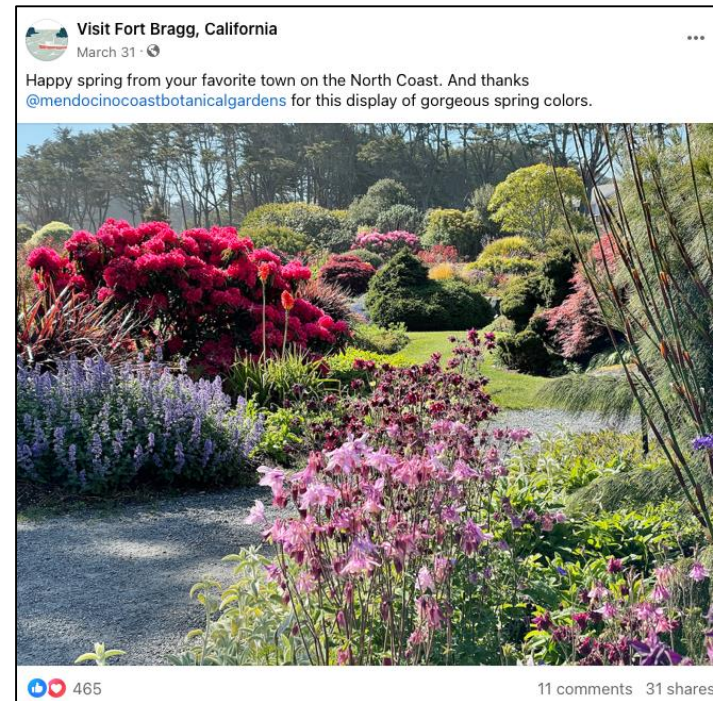 Visit Fort Bragg, California
March 31 ·
Happy spring from your favorite town on the North Coast. And thanks
@mendocinocoastbotanicalgardens for this display of gorgeous spring colors.
465
11 comments 31 shares